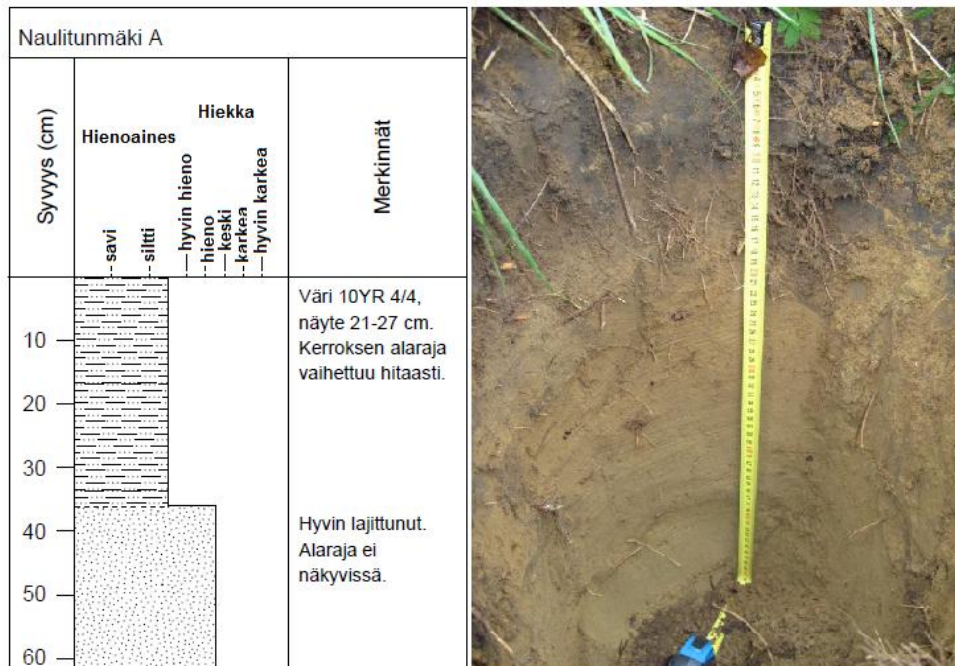 Naulitunmäki A
Syvyys (cm)
Hienoaines
Hiekka
savi
siltti
hyvin hieno
hieno
keski
karkea
hyvin karkea
Merkinnät
10
20
30
40
50
60
Väri 10YR 4/4,
näyte 21-27 cm.
Kerroksen alaraja
vaihettuu hitaasti.
Hyvin lajittunut.
Alaraja ei
näkyvissä.